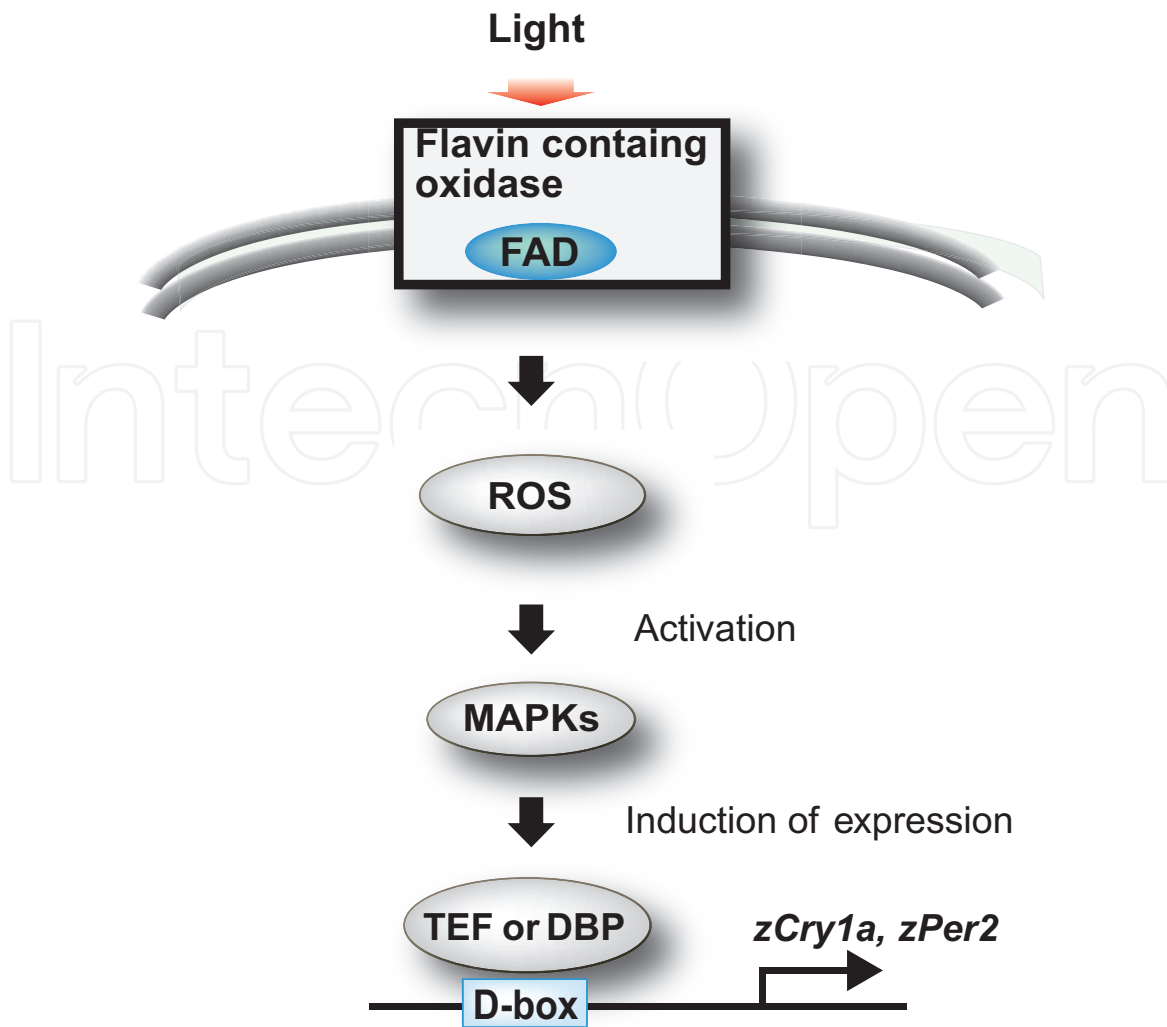 Light
Flavin containg
oxidase
FAD
IntechOpen
ROS
Activation
MAPKs
Induction of expression
TEF or DBP
zCry1a, zPer2
D-box